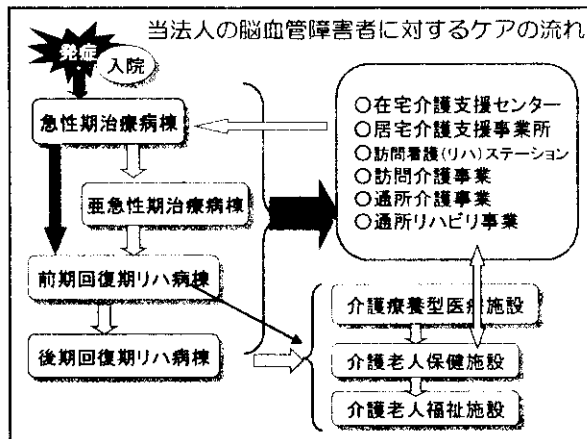 当法人の脳血管障害者に対するケアの流れ
発症
入院
急性期治療病棟
亜急性期治療病棟
前期回復期リハ病棟
後期回復期リハ病棟
○在宅介護支援センター
○居宅介護支援事業所
○訪問看護(リハ)ステーション
○訪問介護事業
○通所介護事業
○通所リハビリ事業
介護療養型医療施設
介護老人保健施設
介護老人福祉施設